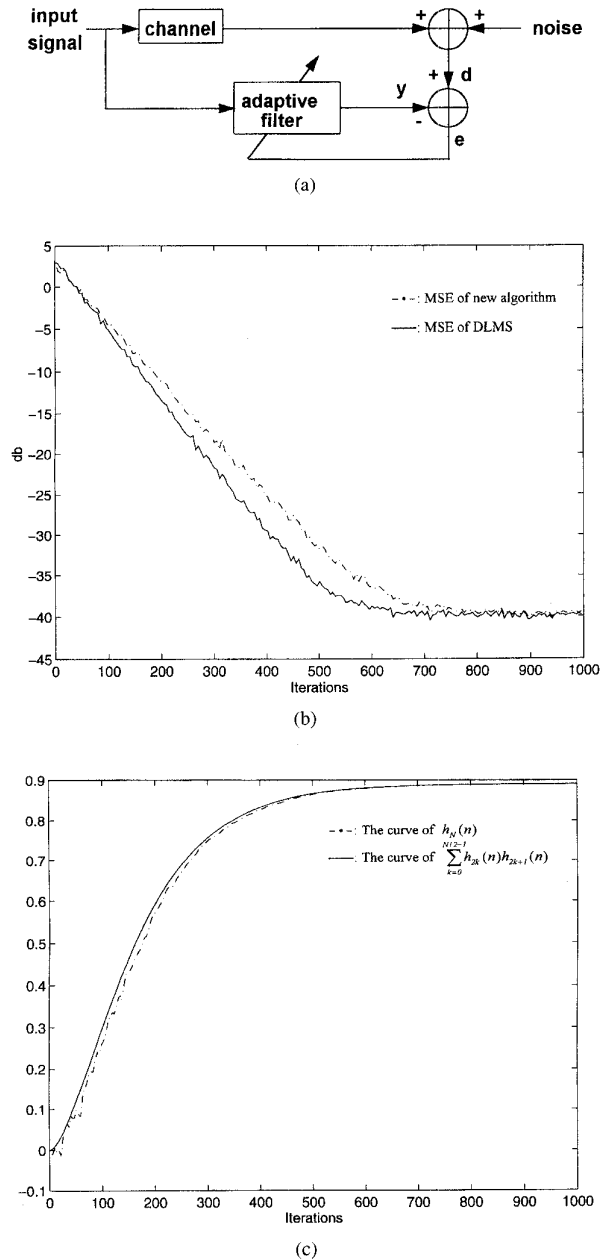 input
signal
channel
+
+
noise
+
d
adaptive
filter
y
-
e
(a)
5
0
−5
−10
−15
−20
−25
−30
−35
−40
−45
db
: MSE of new algorithm
: MSE of DLMS
0 100 200 300 400 500 600 700 800 900 1000
Iterations
(b)
0.9
0.8
0.7
0.6
0.5
0.4
0.3
0.2
0.1
0
−0.1
: The curve of h_N(n)
: The curve of \sum_{k=0}^{N/2−1} h_{2k}(n)h_{2k+1}(n)
0 100 200 300 400 500 600 700 800 900 1000
Iterations
(c)